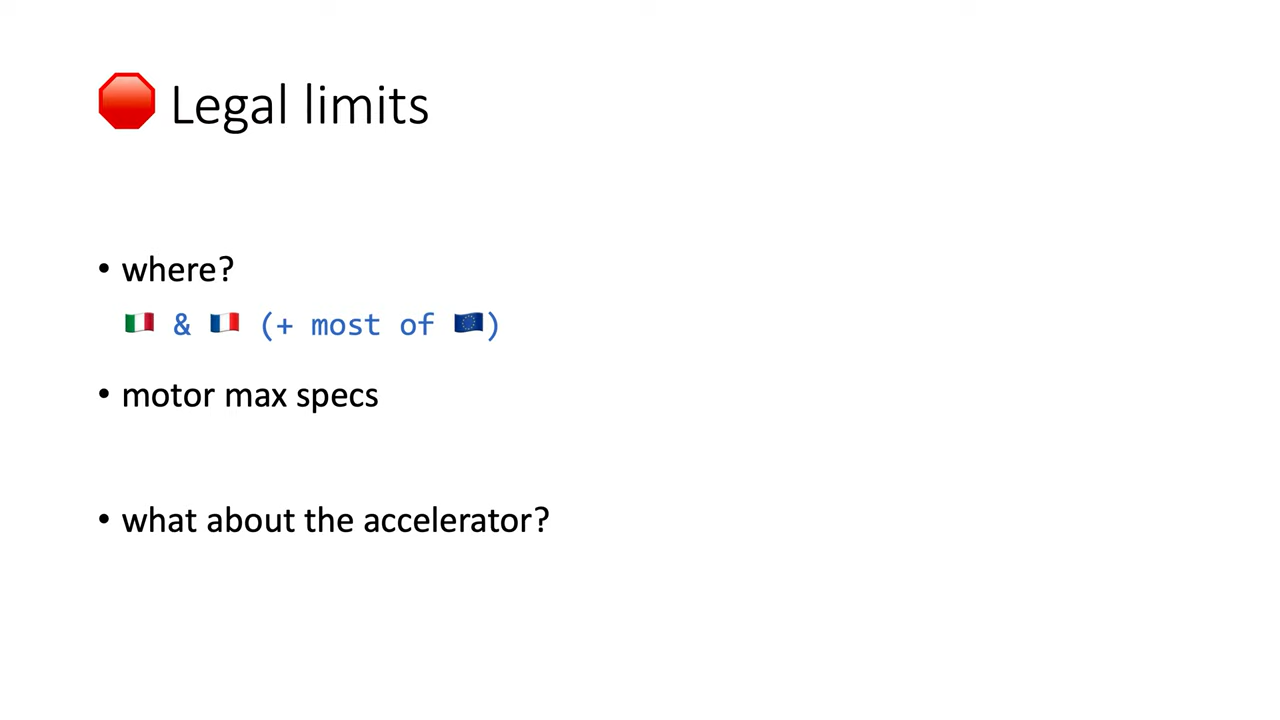 🛑 Legal limits
• where?
🇮🇹 & 🇫🇷 (+ most of 🇪🇺)
• motor max specs
• what about the accelerator?